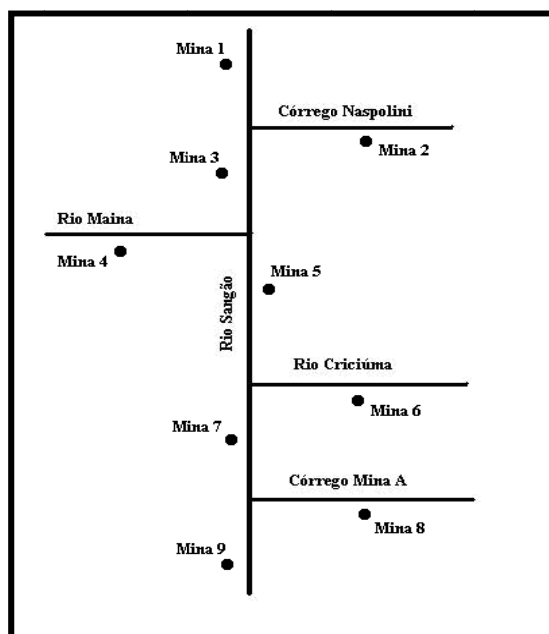 Mina 1
Córrego Naspolini
Mina 2
Mina 3
Rio Maina
Mina 4
Mina 5
Rio Sangão
Rio Criciúma
Mina 6
Mina 7
Córrego Mina A
Mina 8
Mina 9